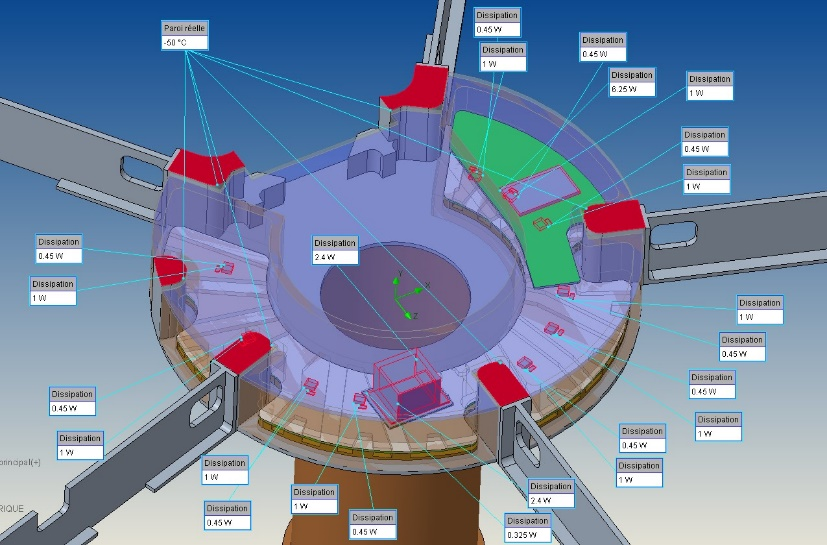 Paroi réelle
-50 °C
Dissipation
0.45 W
Dissipation
1 W
Dissipation
0.45 W
Dissipation
6.25 W
Dissipation
1 W
Dissipation
0.45 W
Dissipation
1 W
Dissipation
0.45 W
Dissipation
1 W
Dissipation
2.4 W
Y
X
Z
Dissipation
1 W
Dissipation
0.45 W
Dissipation
0.45 W
Dissipation
1 W
Dissipation
0.45 W
Dissipation
1 W
Dissipation
0.45 W
Dissipation
1 W
Dissipation
1 W
Dissipation
0.45 W
Dissipation
1 W
Dissipation
0.45 W
Dissipation
2.4 W
Dissipation
0.325 W
principal(+)
RIQUE